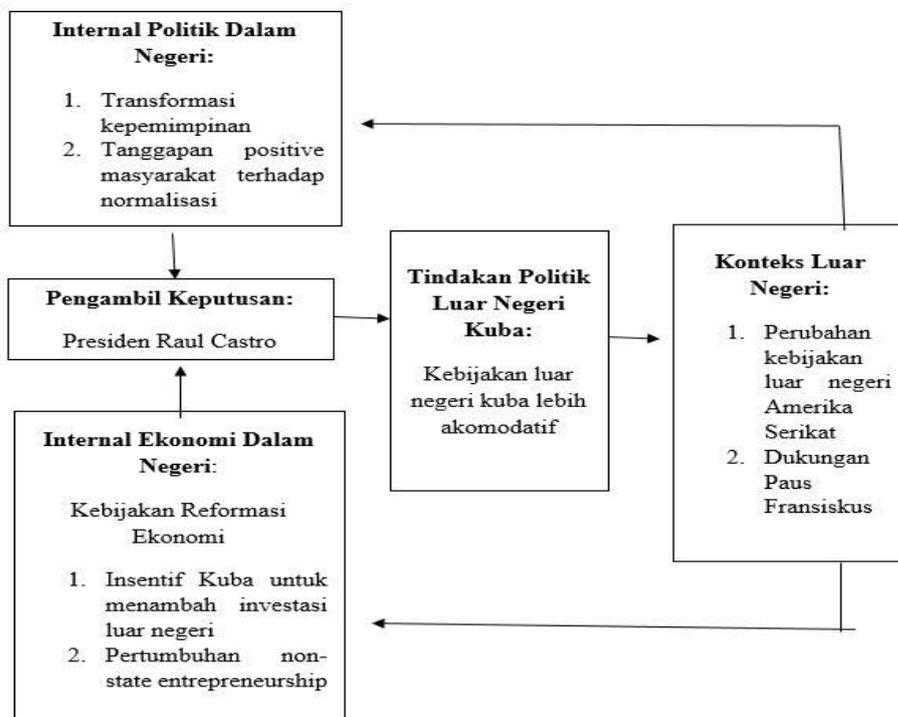 Internal Politik Dalam
Negeri:
1. Transformasi
kepemimpinan
2. Tanggapan positive
masyarakat terhadap
normalisasi
Pengambil Keputusan:
Presiden Raul Castro
Internal Ekonomi Dalam
Negeri:
Kebijakan Reformasi
Ekonomi
1. Insentif Kuba untuk
menambah investasi
luar negeri
2. Pertumbuhan non-
state entrepreneurship
Tindakan Politik
Luar Negeri
Kuba:
Kebijakan luar
negeri kuba lebih
akomodatif
Konteks Luar
Negeri:
1. Perubahan
kebijakan
luar negeri
Amerika
Serikat
2. Dukungan
Paus
Fransiskus